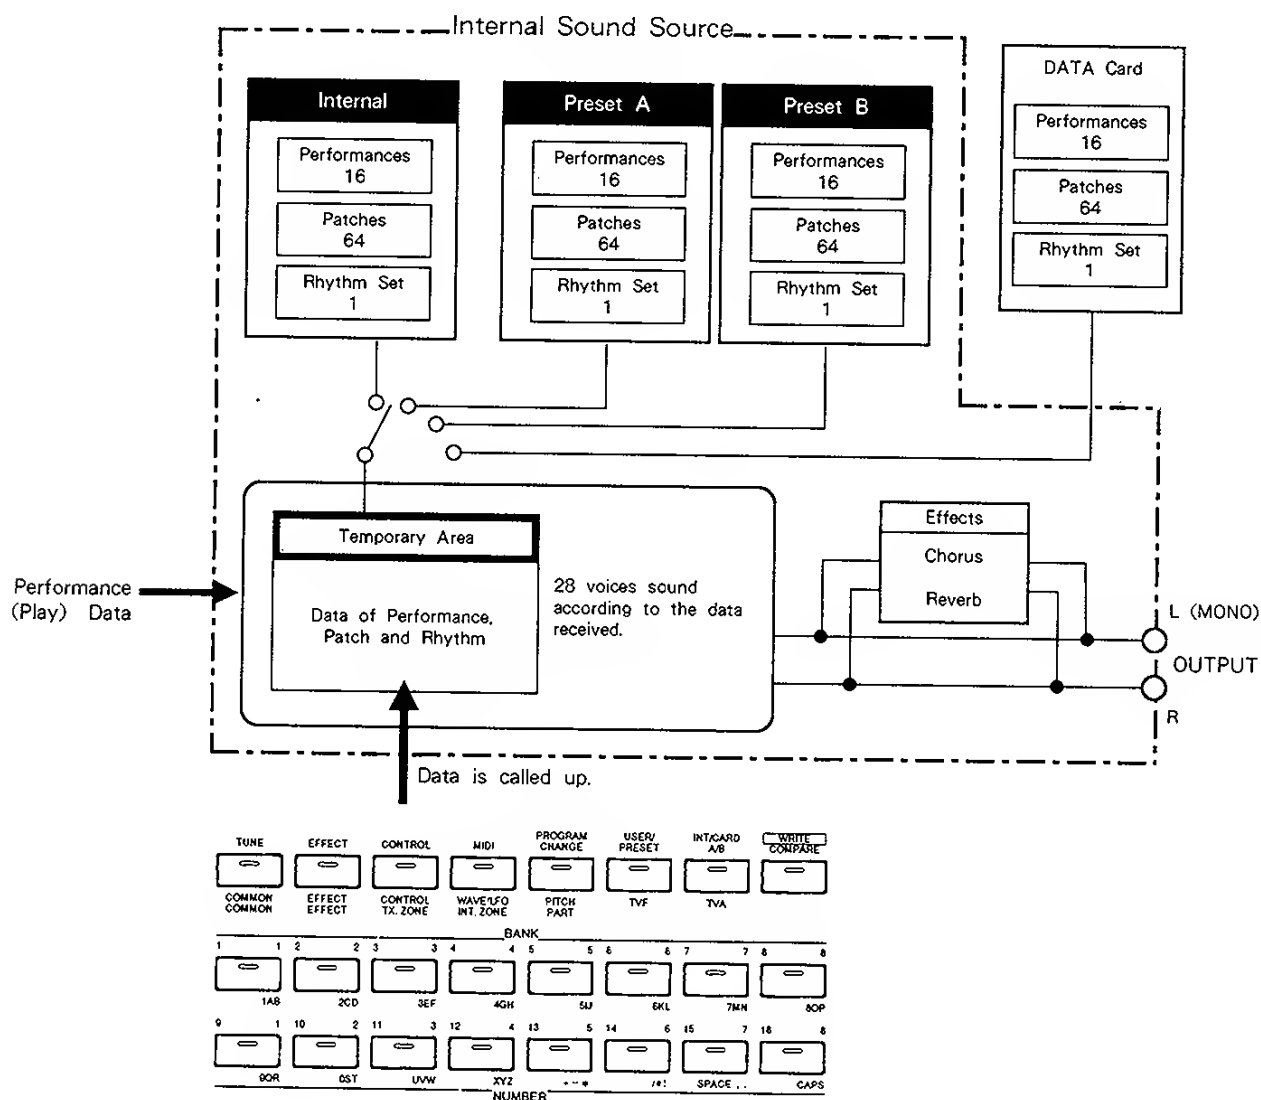 Internal Sound Source
Internal
Performances
16
Patches
64
Rhythm Set
1
Preset A
Performances
16
Patches
64
Rhythm Set
1
Preset B
Performances
16
Patches
64
Rhythm Set
1
DATA Card
Performances
16
Patches
64
Rhythm Set
1
Temporary Area
Data of Performance,
Patch and Rhythm
28 voices sound
according to the data
received.
Performance
(Play) Data
Effects
Chorus
Reverb
L (MONO)
OUTPUT
R
Data is called up.
TUNE EFFECT CONTROL MIDI PROGRAM CHANGE USER/ PRESET INT/CARD A/B WRITE COMPARE
COMMON EFFECT CONTROL WAVE/LFO PITCH TVF TVA
COMMON EFFECT TX. ZONE INT. ZONE PART
BANK
1 1 2 2 3 3 4 4 5 5 6 6 7 7 8 8
1AB 2CD 3EF 4GH 5IJ 6KL 7MN 8OP
9 1 10 2 11 3 12 4 13 5 14 6 15 7 16 8
9QR 0ST UVW XYZ SPACE CAPS
NUMBER